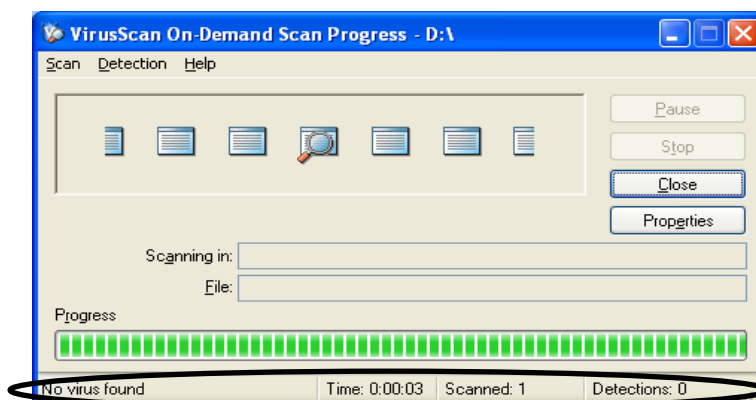 VirusScan On-Demand Scan Progress - D:\
Scan Detection Help
Pause
Stop
Close
Properties
Scanning in:
File:
Progress
No virus found Time: 0:00:03 Scanned: 1 Detections: 0